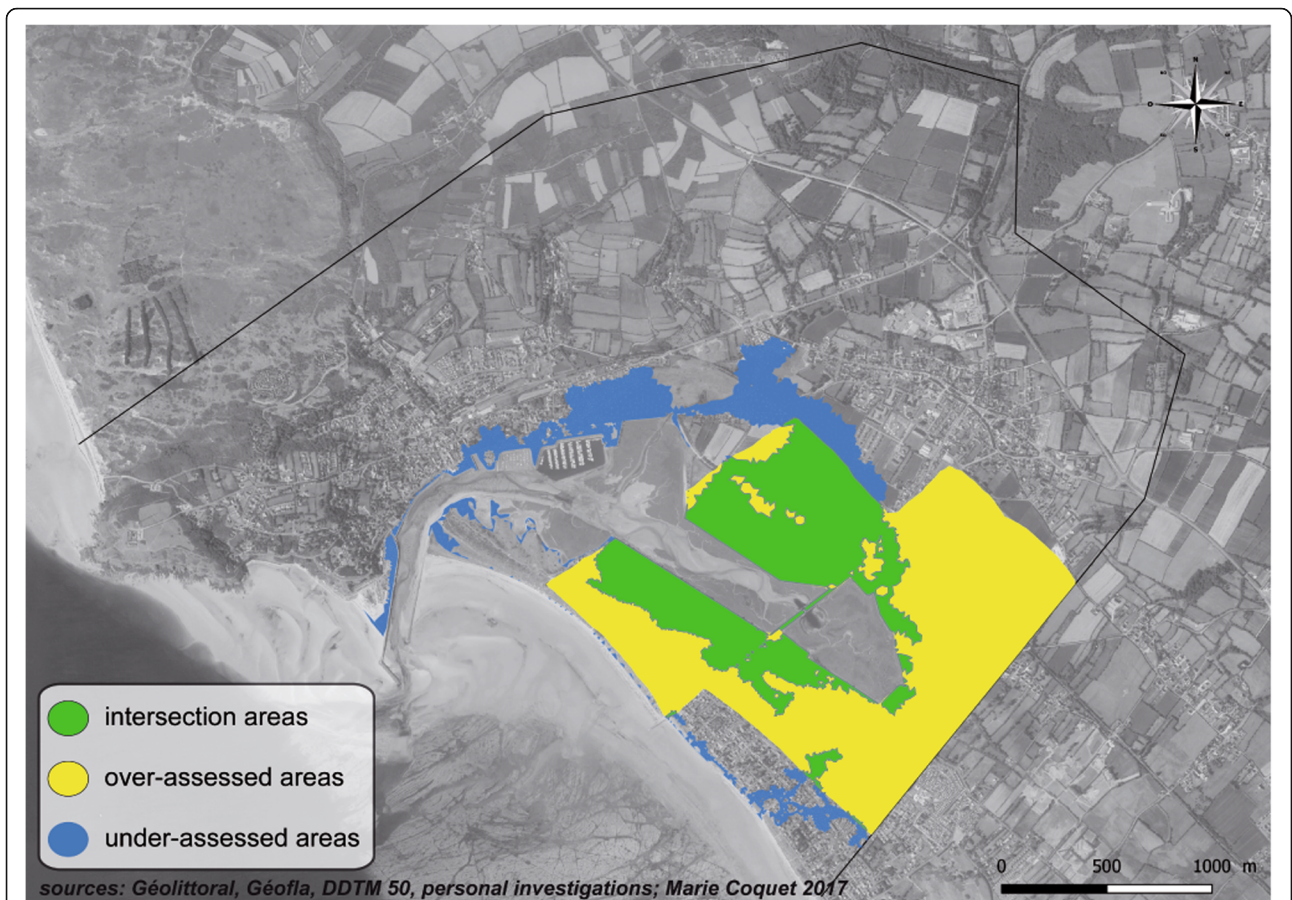 N
O
E
S
intersection areas
over-assessed areas
under-assessed areas
0 500 1000 m
sources: Géolittoral, Géofla, DDTM 50, personal investigations; Marie Coquet 2017